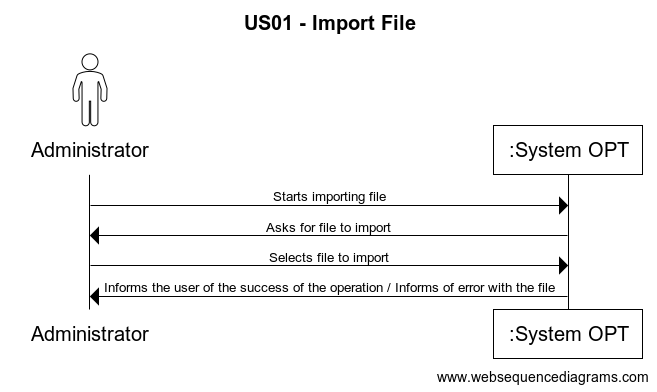 US01 - Import File
Administrator
:System OPT
Starts importing file
Asks for file to import
Selects file to import
Informs the user of the success of the operation / Informs of error with the file
Administrator
:System OPT
www.websequencediagrams.com